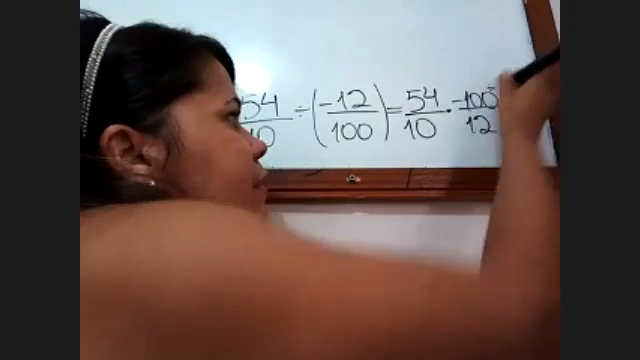 54/10 ÷ (-12/100) = 54/10 · -100/12